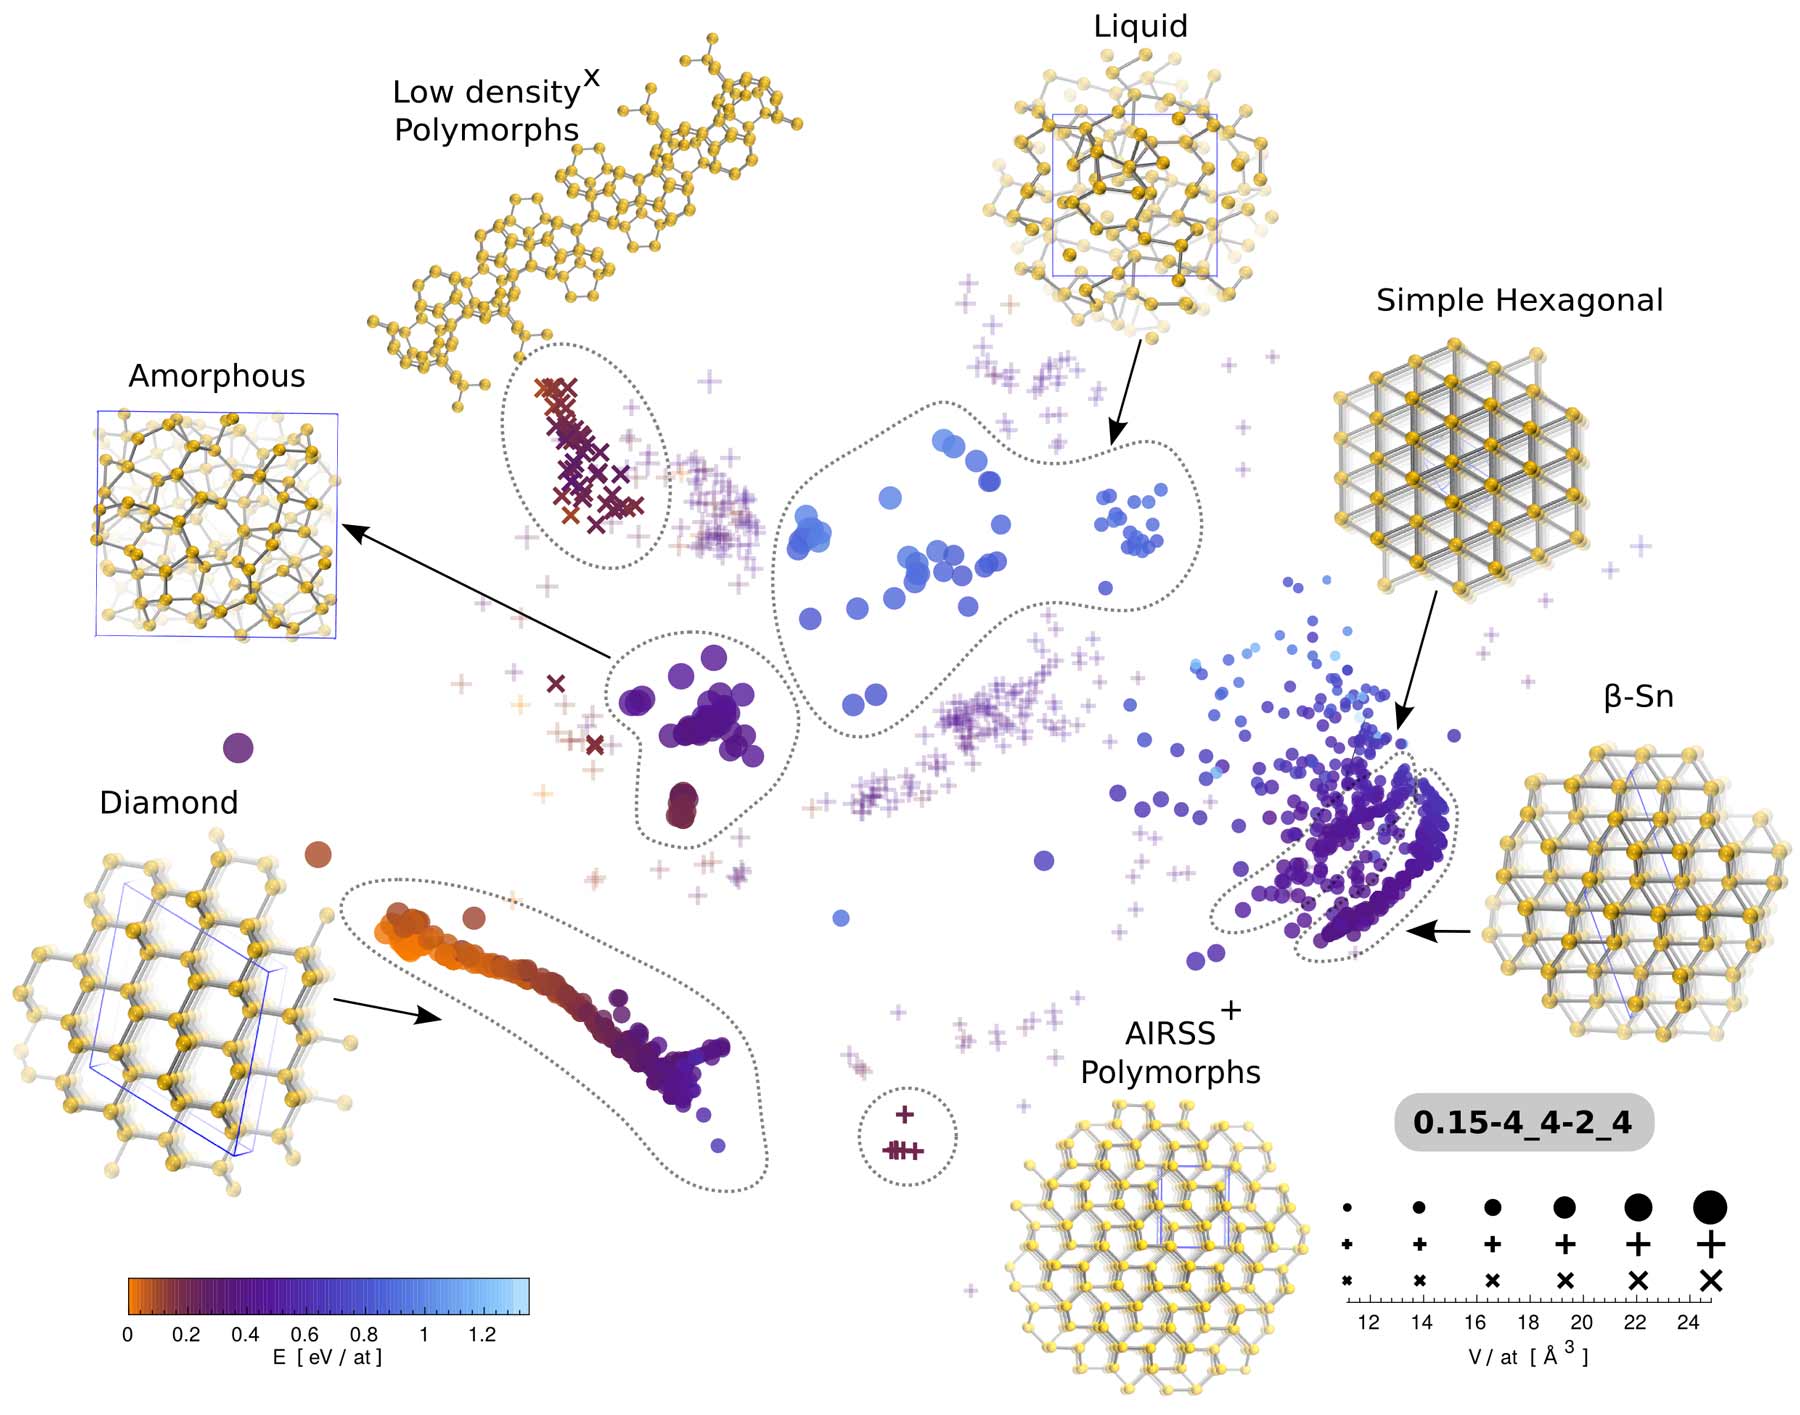 Liquid
Low density x
Polymorphs
Simple Hexagonal
Amorphous
β-Sn
Diamond
AIRSS +
Polymorphs
0.15-4_4-2_4
0 0.2 0.4 0.6 0.8 1 1.2
E [ eV / at ]
12 14 16 18 20 22 24
V / at [ Å 3 ]